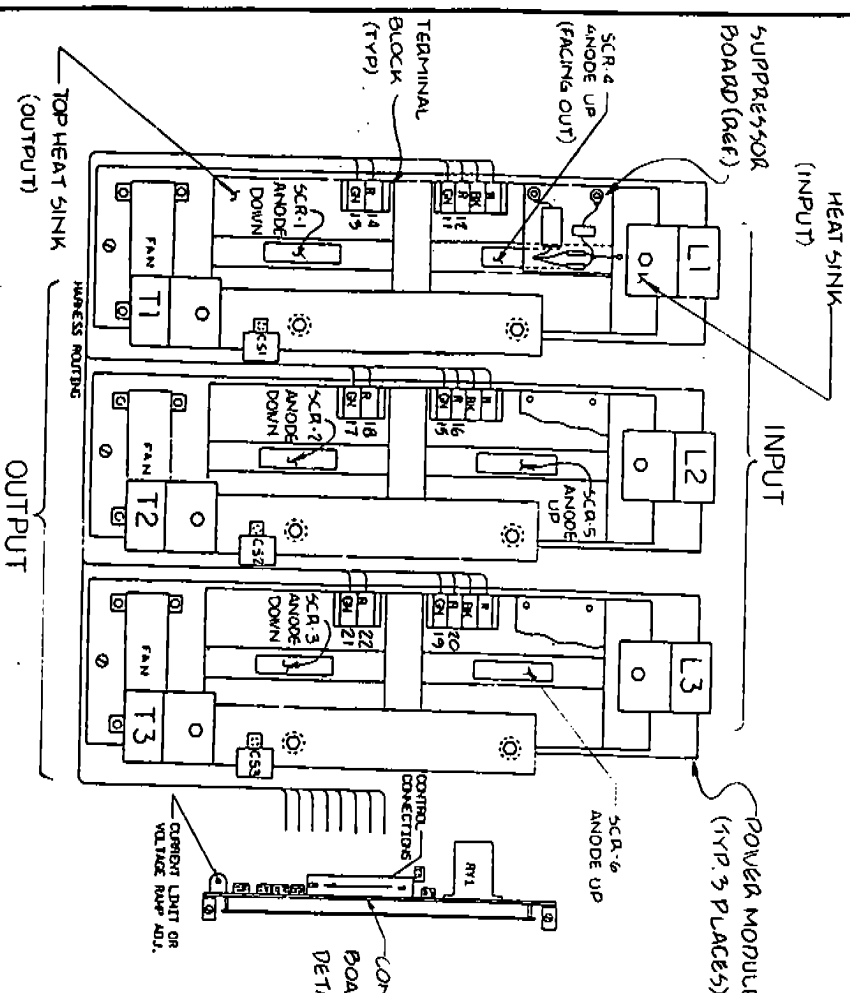 HEAT SINK
(INPUT)
SUPPRESSOR
BOARD (REF)
SCR-4
ANODE UP
(FACING OUT)
TERMINAL
BLOCK
(TYP)
TOP HEAT SINK
(OUTPUT)
INPUT
POWER MODULE
(TYP. 3 PLACES)
L1
L2
L3
R
BK
R
GN
12
11
R
GN
14
13
SCR-1
ANODE
DOWN
FAN
T1
CS1
R
BK
R
GN
16
15
SCR-5
ANODE
UP
R
GN
18
17
SCR-2
ANODE
DOWN
FAN
T2
CS2
R
BK
R
GN
20
19
SCR-6
ANODE UP
R
GN
22
21
SCR-3
ANODE
DOWN
FAN
T3
CS3
HARNESS ROUTING
OUTPUT
RY1
CONTROL
CONNECTIONS
CURRENT LIMIT OR
VOLTAGE RAMP ADJ.
CON
BOA
DETA